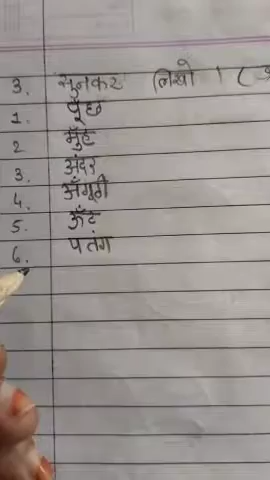 3. सुनकर लिखो । (
1. पूँछ
2 मुँह
3. अंदर
4. अँगूठी
5. ऊँट
6. पतंग